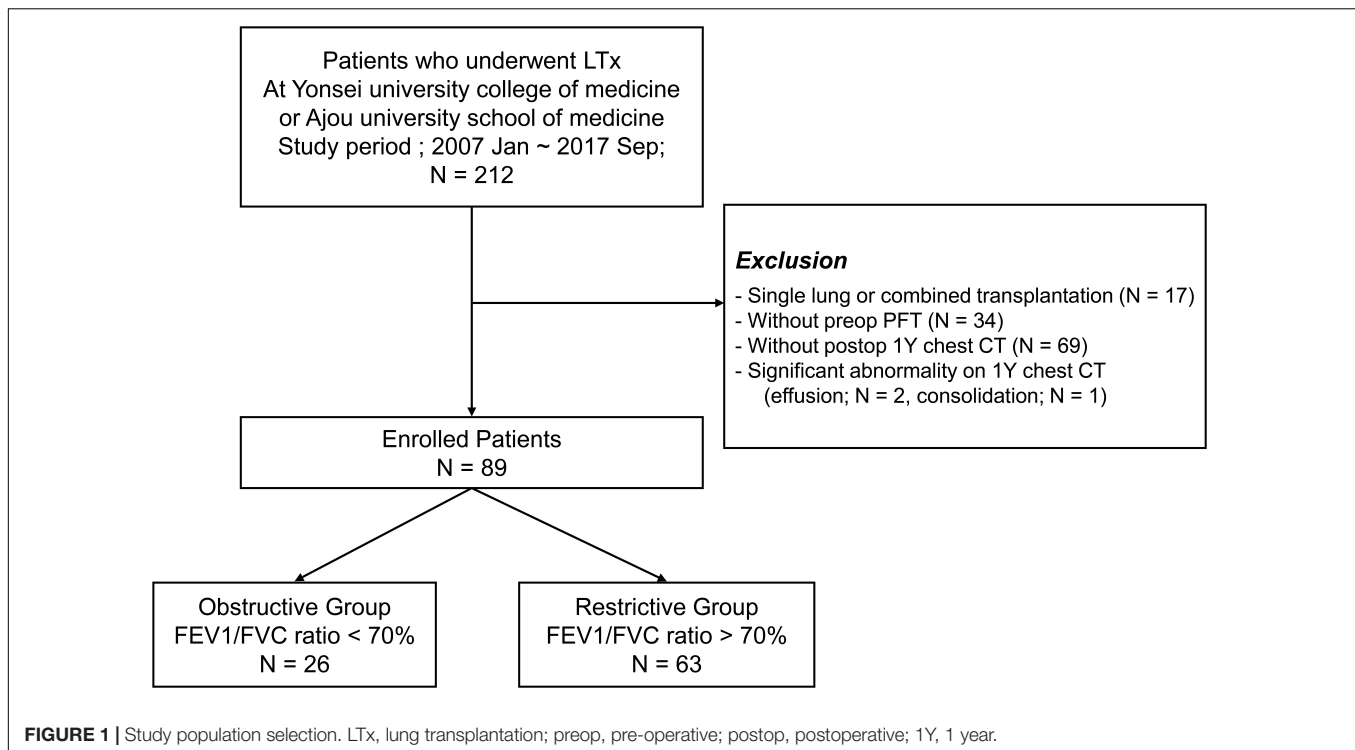 Patients who underwent LTx
At Yonsei university college of medicine
or Ajou university school of medicine
Study period ; 2007 Jan ~ 2017 Sep;
N = 212
Exclusion
- Single lung or combined transplantation (N = 17)
- Without preop PFT (N = 34)
- Without postop 1Y chest CT (N = 69)
- Significant abnormality on 1Y chest CT
(effusion; N = 2, consolidation; N = 1)
Enrolled Patients
N = 89
Obstructive Group
FEV1/FVC ratio < 70%
N = 26
Restrictive Group
FEV1/FVC ratio > 70%
N = 63
FIGURE 1 | Study population selection. LTx, lung transplantation; preop, pre-operative; postop, postoperative; 1Y, 1 year.